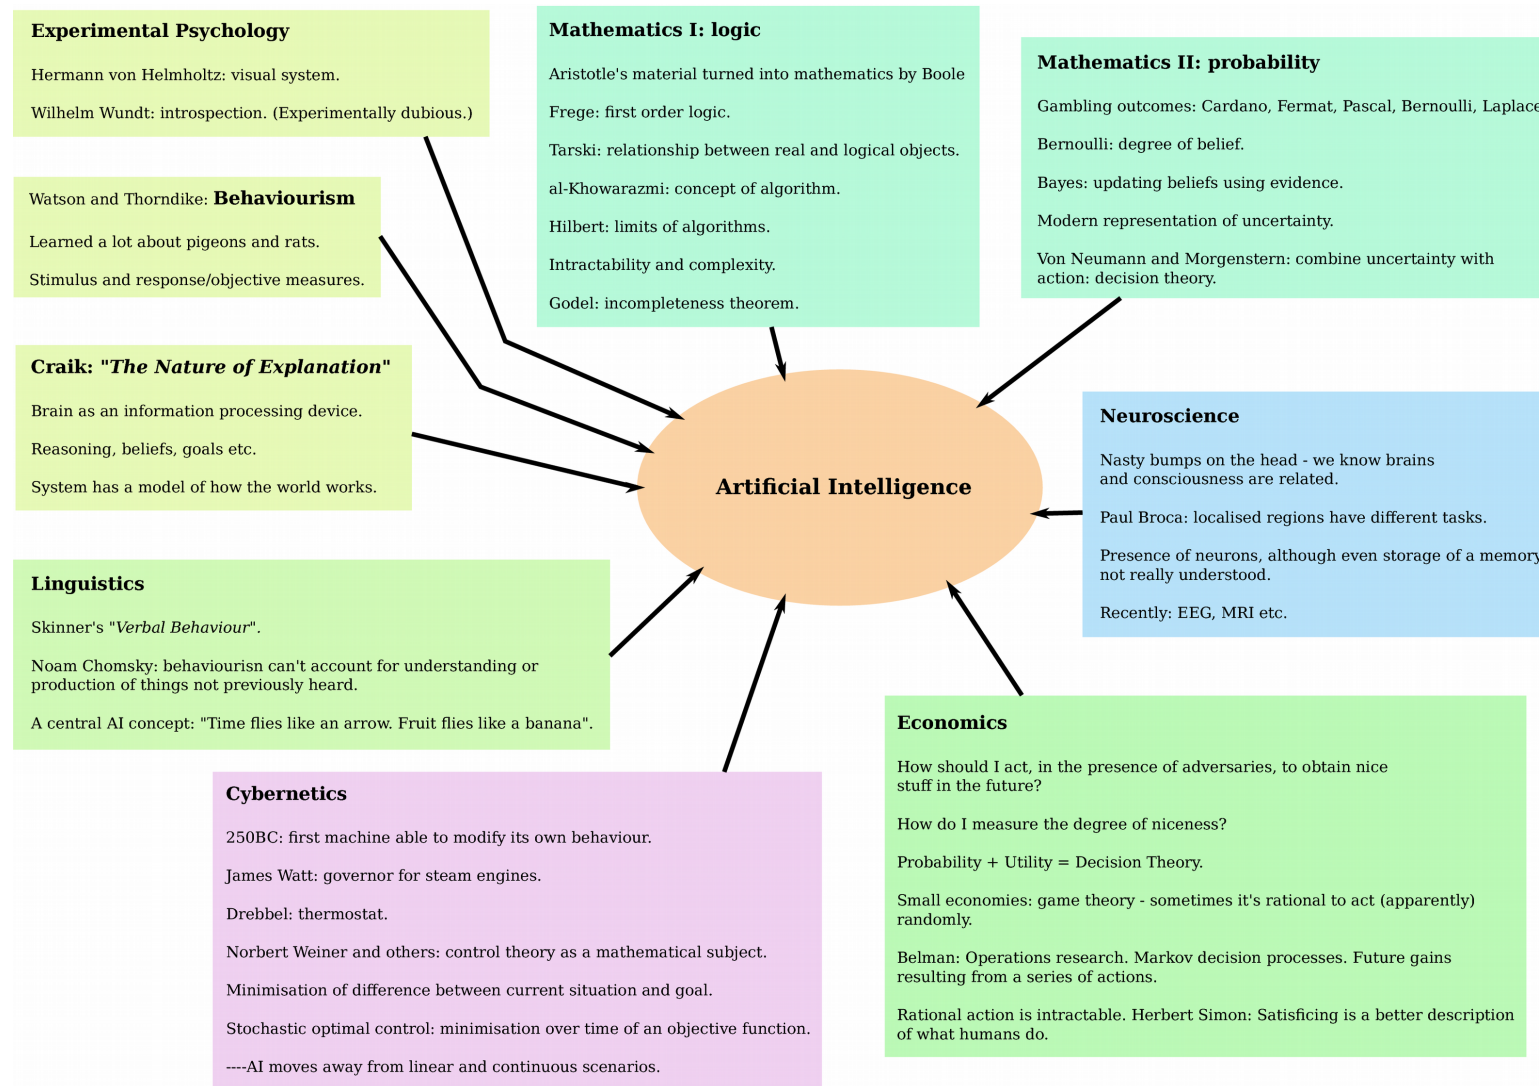 Experimental Psychology
Hermann von Helmholtz: visual system.
Wilhelm Wundt: introspection. (Experimentally dubious.)
Watson and Thorndike: Behaviourism
Learned a lot about pigeons and rats.
Stimulus and response/objective measures.
Craik: "The Nature of Explanation"
Brain as an information processing device.
Reasoning, beliefs, goals etc.
System has a model of how the world works.
Linguistics
Skinner's "Verbal Behaviour".
Noam Chomsky: behaviourisn can't account for understanding or
production of things not previously heard.
A central AI concept: "Time flies like an arrow. Fruit flies like a banana".
Cybernetics
250BC: first machine able to modify its own behaviour.
James Watt: governor for steam engines.
Drebbel: thermostat.
Norbert Weiner and others: control theory as a mathematical subject.
Minimisation of difference between current situation and goal.
Stochastic optimal control: minimisation over time of an objective function.
----AI moves away from linear and continuous scenarios.
Mathematics I: logic
Aristotle's material turned into mathematics by Boole
Frege: first order logic.
Tarski: relationship between real and logical objects.
al-Khowarazmi: concept of algorithm.
Hilbert: limits of algorithms.
Intractability and complexity.
Godel: incompleteness theorem.
Artificial Intelligence
Mathematics II: probability
Gambling outcomes: Cardano, Fermat, Pascal, Bernoulli, Laplace
Bernoulli: degree of belief.
Bayes: updating beliefs using evidence.
Modern representation of uncertainty.
Von Neumann and Morgenstern: combine uncertainty with
action: decision theory.
Neuroscience
Nasty bumps on the head - we know brains
and consciousness are related.
Paul Broca: localised regions have different tasks.
Presence of neurons, although even storage of a memory
not really understood.
Recently: EEG, MRI etc.
Economics
How should I act, in the presence of adversaries, to obtain nice
stuff in the future?
How do I measure the degree of niceness?
Probability + Utility = Decision Theory.
Small economies: game theory - sometimes it's rational to act (apparently)
randomly.
Belman: Operations research. Markov decision processes. Future gains
resulting from a series of actions.
Rational action is intractable. Herbert Simon: Satisficing is a better description
of what humans do.